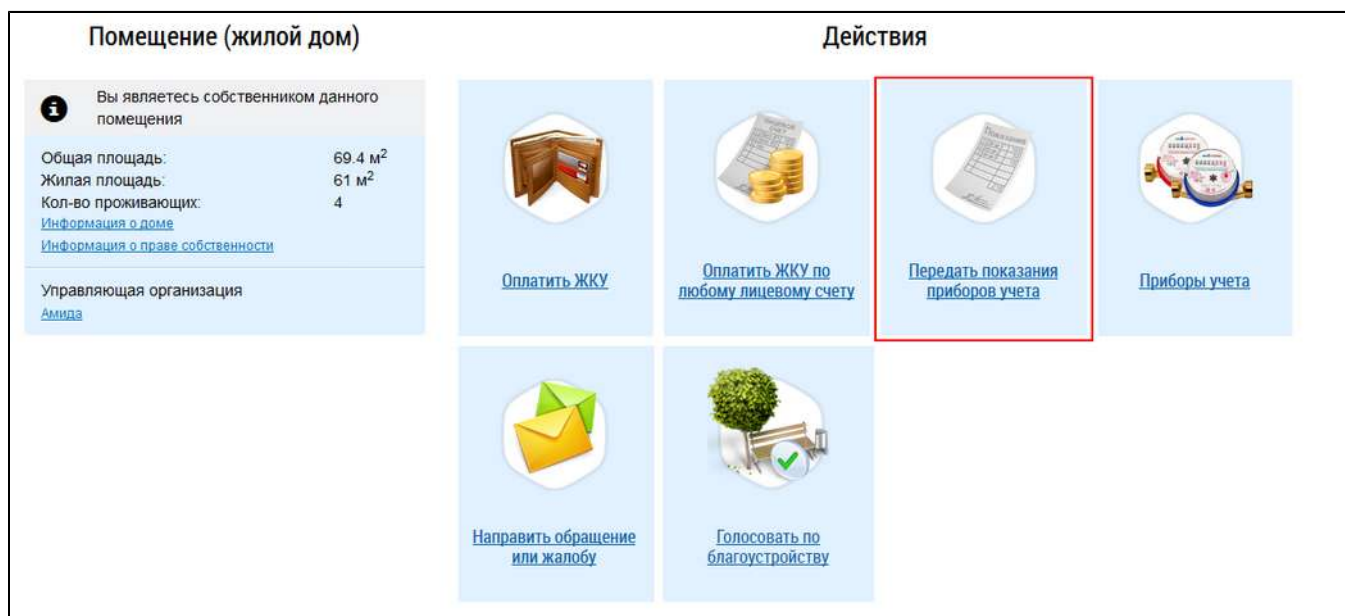 Помещение (жилой дом)
Вы являетесь собственником данного
помещения
Общая площадь: 69.4 м²
Жилая площадь: 61 м²
Кол-во проживающих: 4
Информация о доме
Информация о праве собственности
Управляющая организация
Амида
Действия
Оплатить ЖКУ
Оплатить ЖКУ по
любому лицевому счету
Передать показания
приборов учета
Приборы учета
Направить обращение
или жалобу
Голосовать по
благоустройству